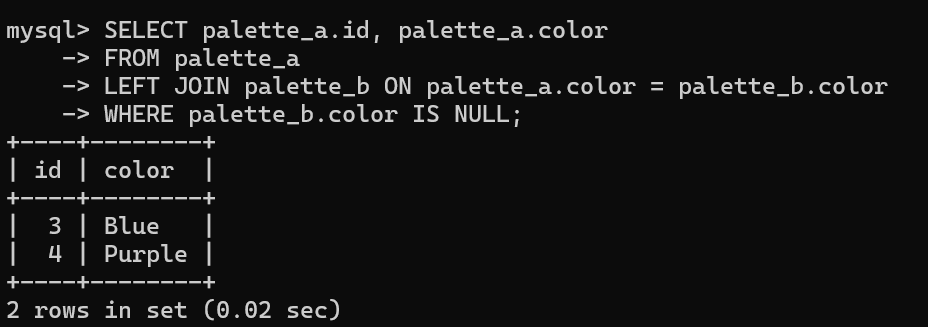 mysql> SELECT palette_a.id, palette_a.color
    -> FROM palette_a
    -> LEFT JOIN palette_b ON palette_a.color = palette_b.color
    -> WHERE palette_b.color IS NULL;
+----+--------+
| id | color  |
+----+--------+
|  3 | Blue   |
|  4 | Purple |
+----+--------+
2 rows in set (0.02 sec)